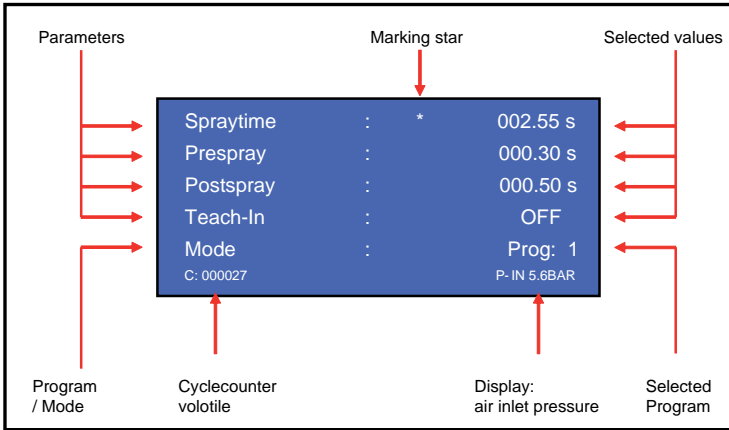 Parameters Marking star Selected values
Spraytime : * 002.55 s
Prespray : 000.30 s
Postspray : 000.50 s
Teach-In : OFF
Mode : Prog: 1
C: 000027 P- IN 5.6BAR
Program
/ Mode
Cyclecounter
volotile
Display:
air inlet pressure
Selected
Program